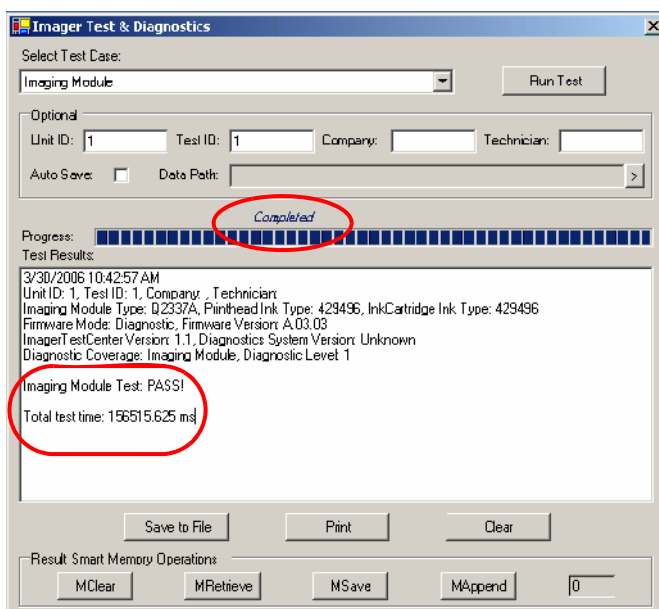 Imager Test & Diagnostics
Select Test Case:
Imaging Module Run Test
Optional
Unit ID: 1 Test ID: 1 Company: Technician:
Auto Save: Data Path: >
Completed
Progress:
Test Results:
3/30/2006 10:42:57 AM
Unit ID: 1, Test ID: 1, Company: , Technician:
Imaging Module Type: Q2337A, Printhead Ink Type: 429496, InkCartridge Ink Type: 429496
Firmware Mode: Diagnostic, Firmware Version: A.03.03
ImagerTestCenter Version: 1.1, Diagnostics System Version: Unknown
Diagnostic Coverage: Imaging Module, Diagnostic Level: 1
Imaging Module Test: PASS!
Total test time: 156515.625 ms
Save to File Print Clear
Result Smart Memory Operations
MClear MRetrieve MSave MAppend 0